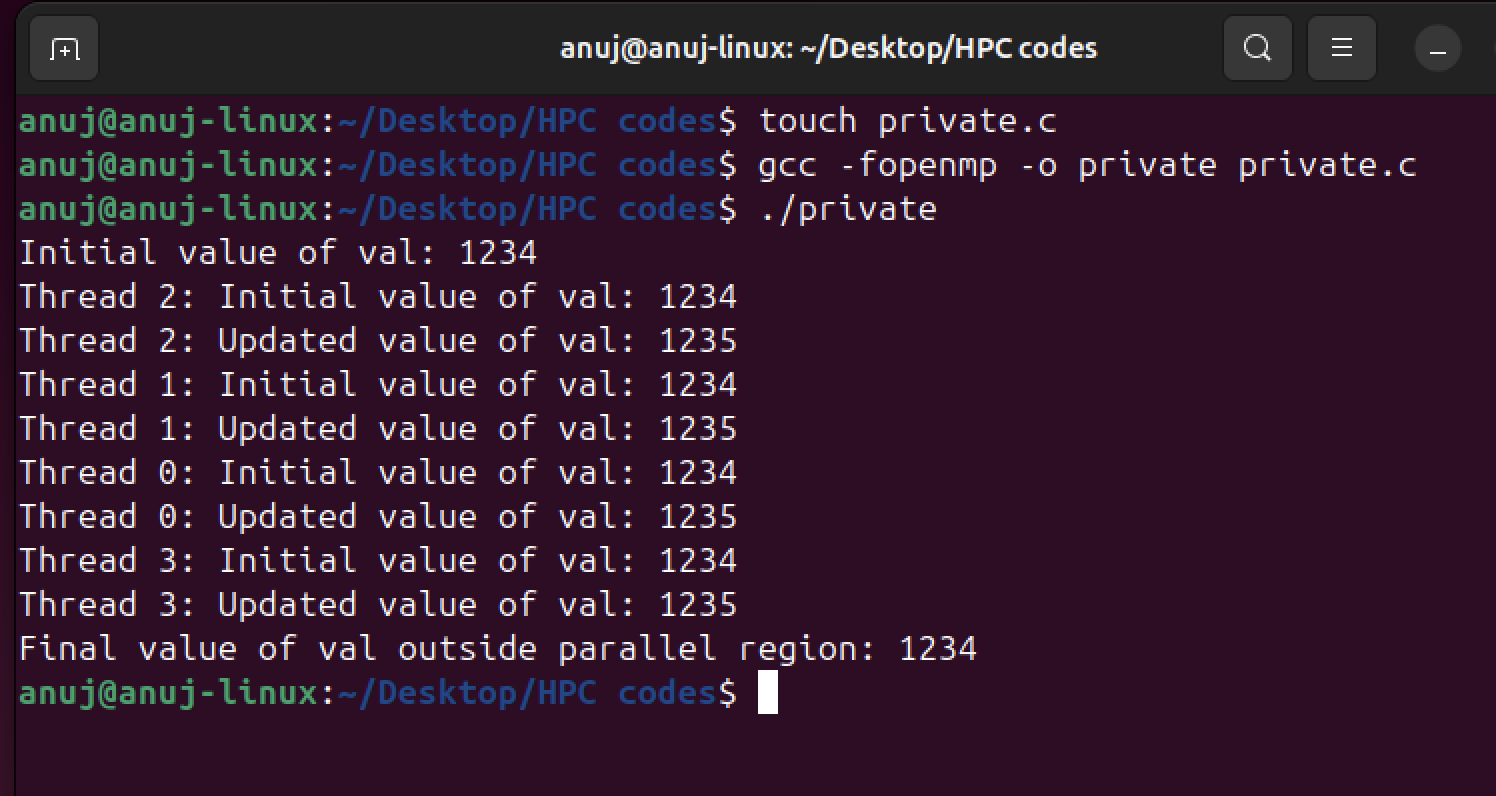 anuj@anuj-linux: ~/Desktop/HPC codes
anuj@anuj-linux:~/Desktop/HPC codes$ touch private.c
anuj@anuj-linux:~/Desktop/HPC codes$ gcc -fopenmp -o private private.c
anuj@anuj-linux:~/Desktop/HPC codes$ ./private
Initial value of val: 1234
Thread 2: Initial value of val: 1234
Thread 2: Updated value of val: 1235
Thread 1: Initial value of val: 1234
Thread 1: Updated value of val: 1235
Thread 0: Initial value of val: 1234
Thread 0: Updated value of val: 1235
Thread 3: Initial value of val: 1234
Thread 3: Updated value of val: 1235
Final value of val outside parallel region: 1234
anuj@anuj-linux:~/Desktop/HPC codes$